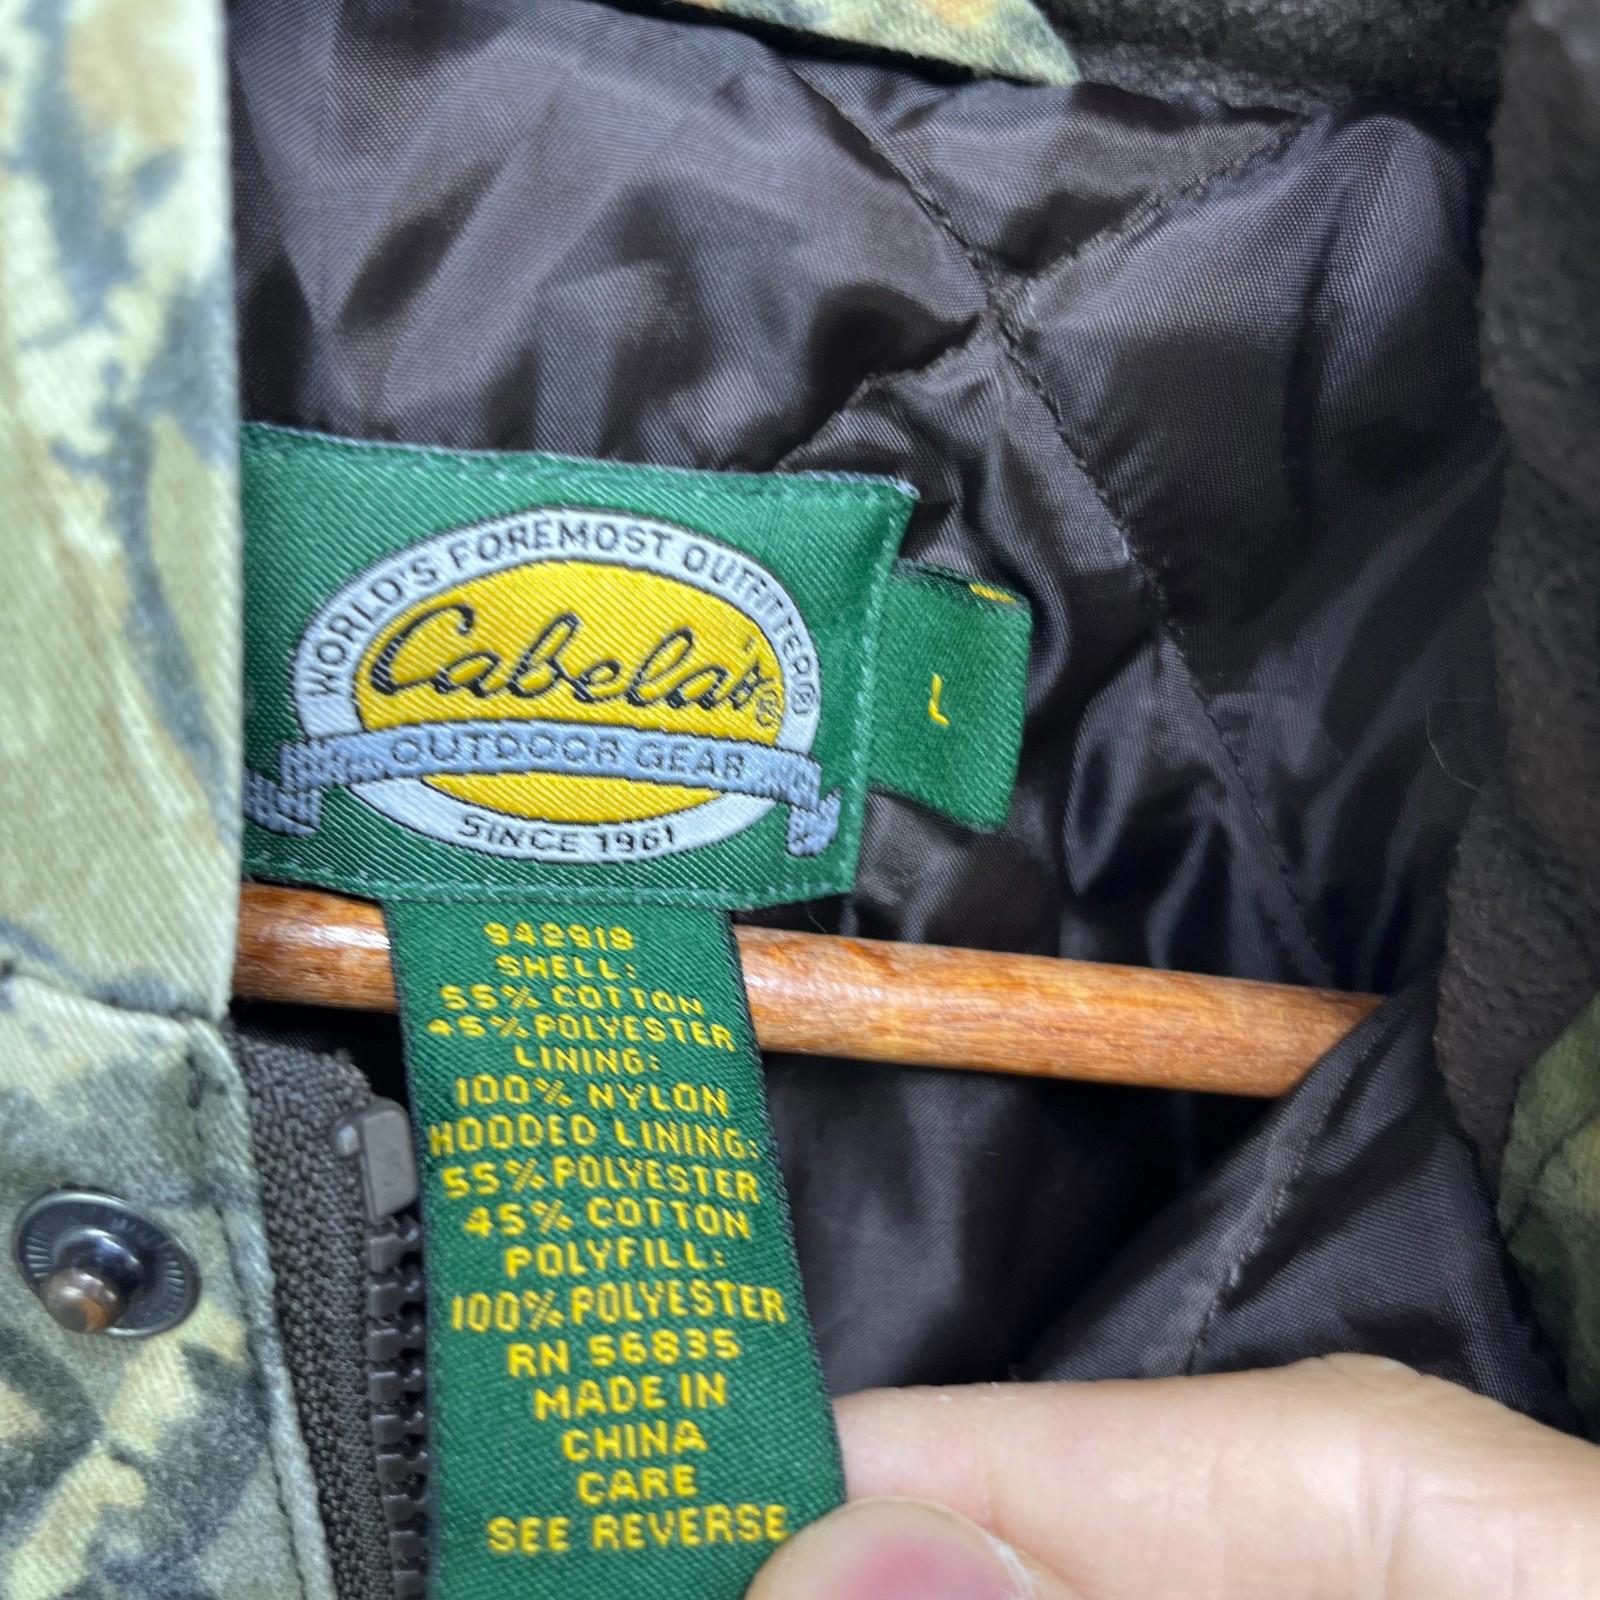 WORLD'S FOREMOST OUTFITTER®
Cabela's®
OUTDOOR GEAR
SINCE 1961
L
942918
SHELL:
55% COTTON
45% POLYESTER
LINING:
100% NYLON
HOODED LINING:
55% POLYESTER
45% COTTON
POLYFILL:
100% POLYESTER
RN 56835
MADE IN
CHINA
CARE
SEE REVERSE